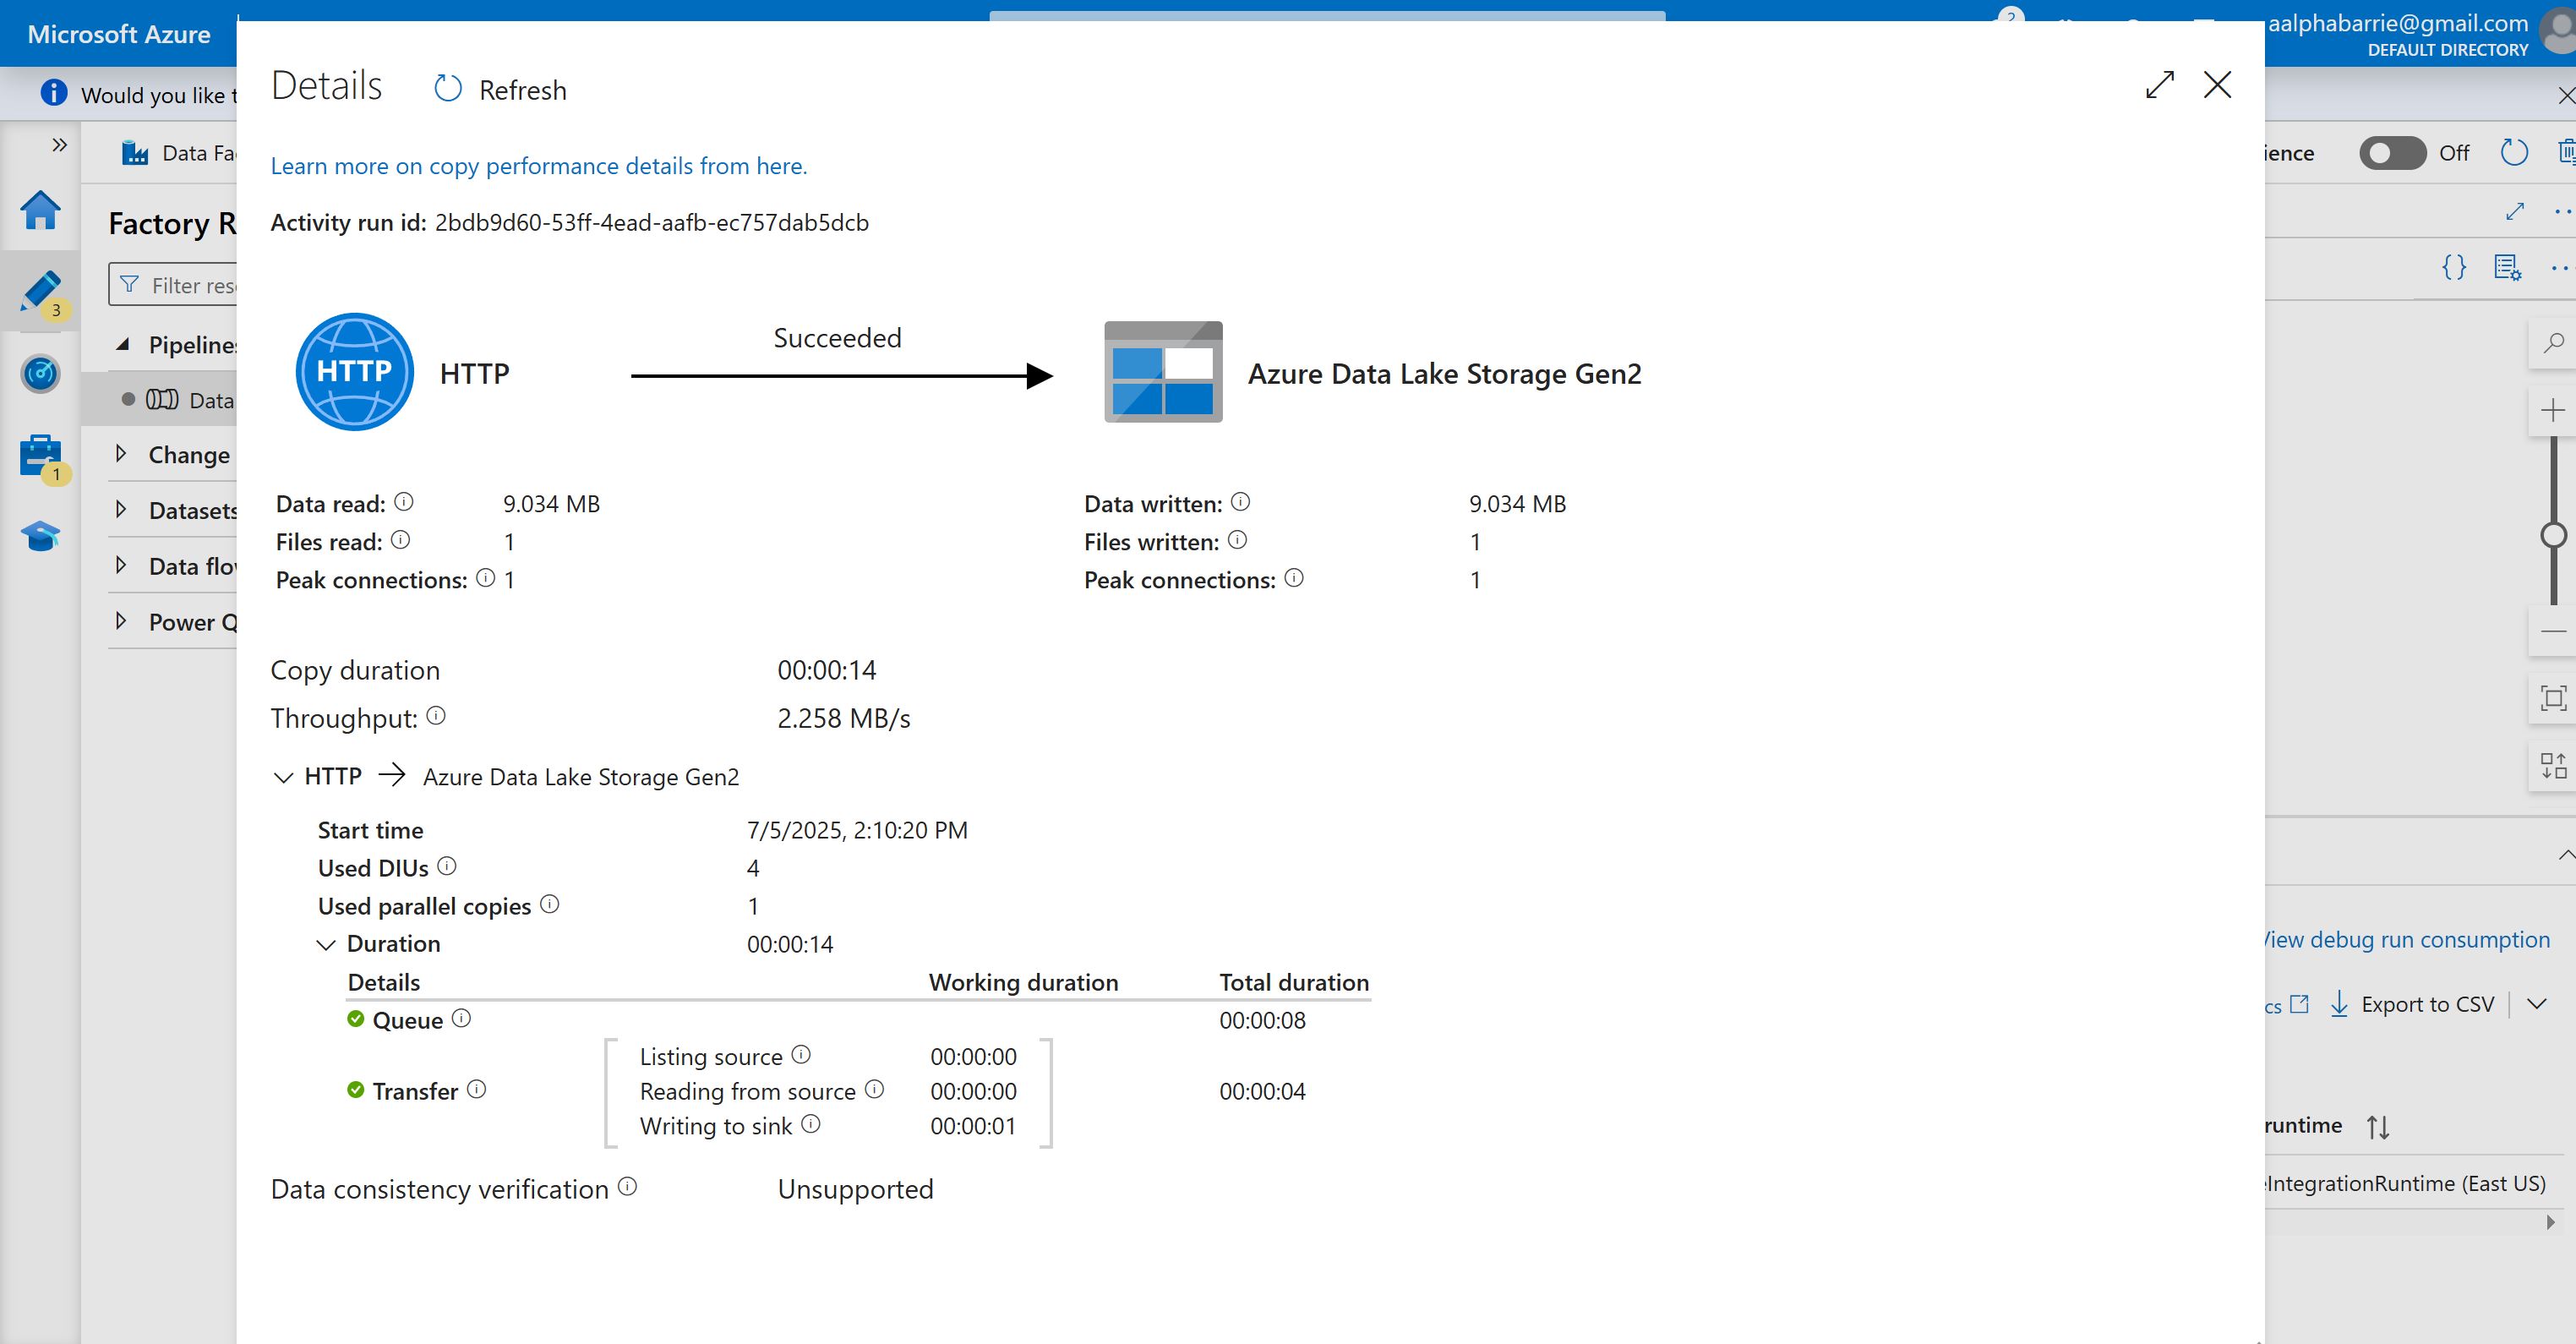 Microsoft Azure
2
aalphabarrie@gmail.com
DEFAULT DIRECTORY
Would you like
Details
Refresh
Data
Off
Learn more on copy performance details from here.
Factory
Activity run id: 2bdb9d60-53ff-4ead-aafb-ec757dab5dcb
{}
Filter
3
HTTP
HTTP
Succeeded
Azure Data Lake Storage Gen2
Pipelines
Data
Change
1
Datasets
Data
Power
Data read: 9.034 MB
Files read: 1
Peak connections: 1
Data written: 9.034 MB
Files written: 1
Peak connections: 1
Copy duration 00:00:14
Throughput: 2.258 MB/s
HTTP → Azure Data Lake Storage Gen2
Start time 7/5/2025, 2:10:20 PM
Used DIUs 4
Used parallel copies 1
Duration 00:00:14
Details Working duration Total duration
Queue 00:00:08
Listing source 00:00:00
Transfer Reading from source 00:00:00 00:00:04
Writing to sink 00:00:01
Data consistency verification Unsupported
View debug run consumption
Export to CSV
runtime
IntegrationRuntime (East US)